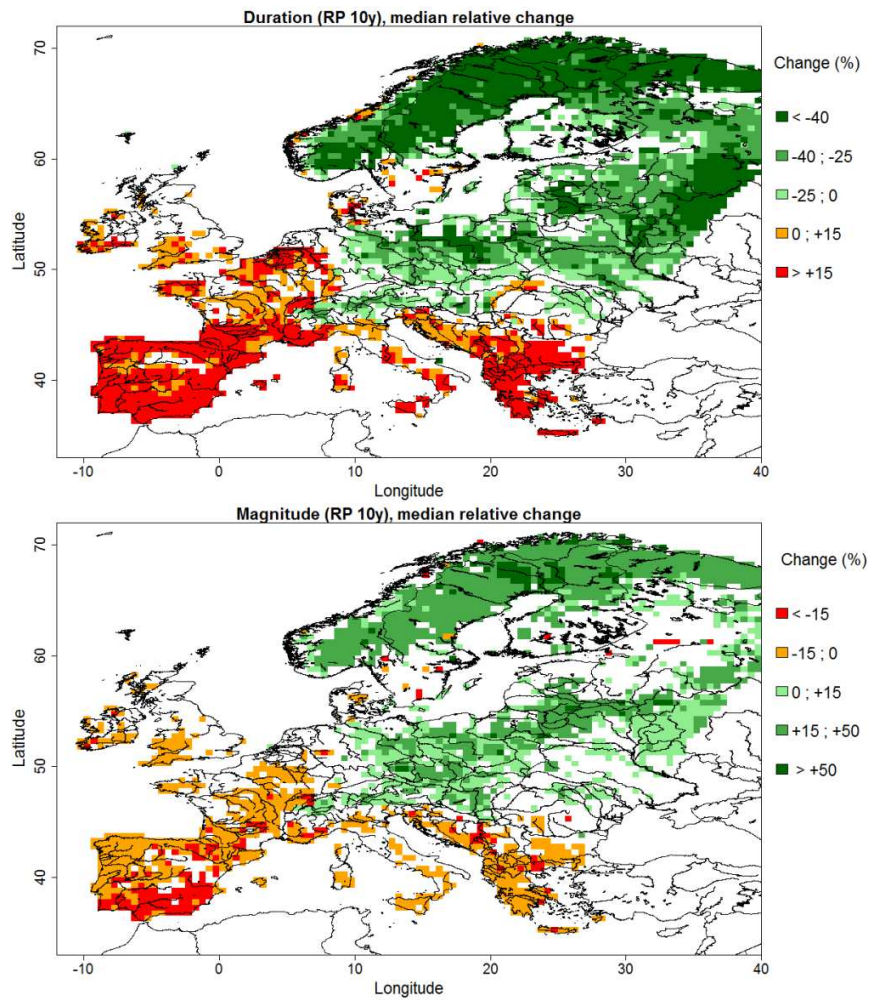 Duration (RP 10y), median relative change
70
60
50
40
Latitude
-10 0 10 20 30 40
Longitude
Change (%)
< -40
-40 ; -25
-25 ; 0
0 ; +15
> +15
Magnitude (RP 10y), median relative change
70
60
50
40
Latitude
-10 0 10 20 30 40
Longitude
Change (%)
< -15
-15 ; 0
0 ; +15
+15 ; +50
> +50